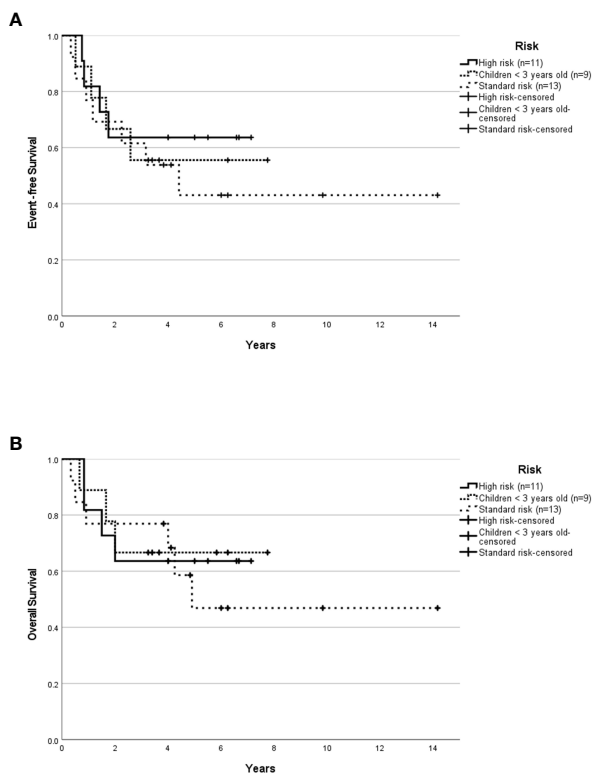 A
1.0
0.8
0.6
0.4
0.2
0.0
Event-free Survival
0 2 4 6 8 10 12 14
Years
Risk
High risk (n=11)
Children < 3 years old (n=9)
Standard risk (n=13)
High risk-censored
Children < 3 years old-
censored
Standard risk-censored
B
1.0
0.8
0.6
0.4
0.2
0.0
Overall Survival
0 2 4 6 8 10 12 14
Years
Risk
High risk (n=11)
Children < 3 years old (n=9)
Standard risk (n=13)
High risk-censored
Children < 3 years old-
censored
Standard risk-censored